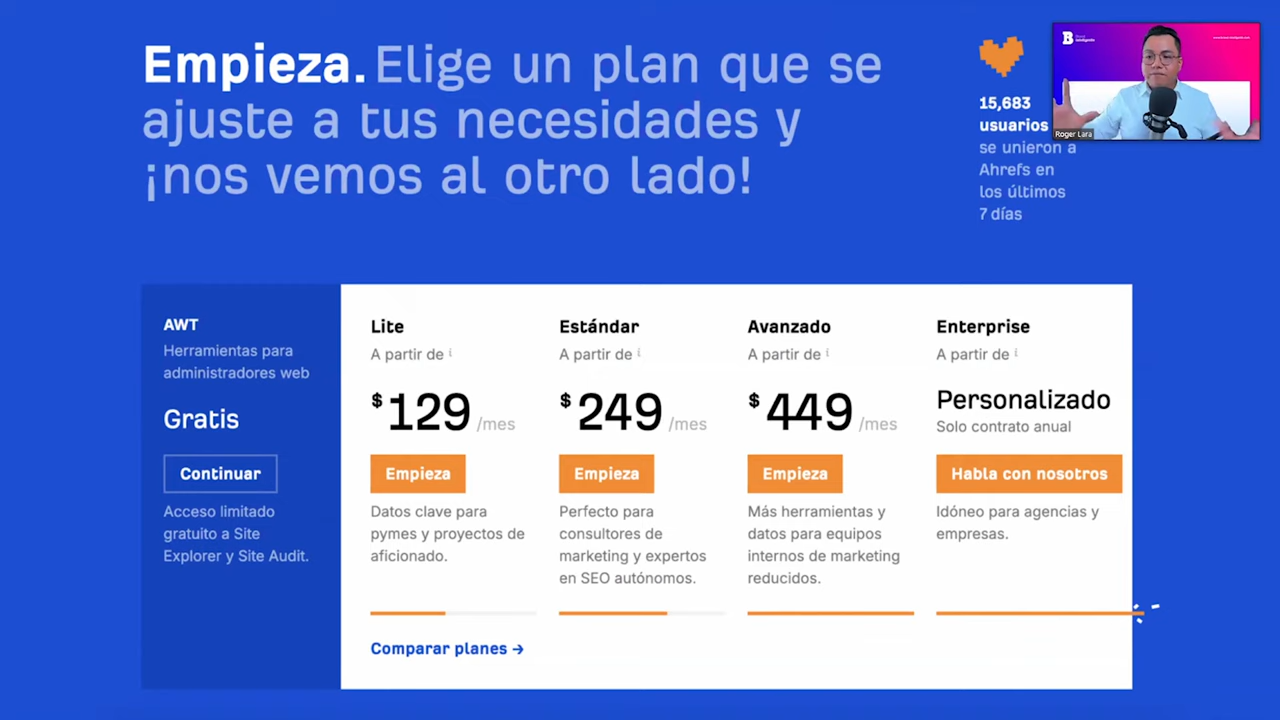 Empieza. Elige un plan que se
ajuste a tus necesidades y
¡nos vemos al otro lado!
15,683
usuarios
se unieron a
Ahrefs en
los últimos
7 días
B
Roger Lara
AWT
Herramientas para
administradores web
Gratis
Continuar
Acceso limitado
gratuito a Site
Explorer y Site Audit.
Lite
A partir de i
$129 /mes
Empieza
Datos clave para
pymes y proyectos de
aficionado.
Estándar
A partir de i
$249 /mes
Empieza
Perfecto para
consultores de
marketing y expertos
en SEO autónomos.
Avanzado
A partir de i
$449 /mes
Empieza
Más herramientas y
datos para equipos
internos de marketing
reducidos.
Enterprise
A partir de i
Personalizado
Solo contrato anual
Habla con nosotros
Idóneo para agencias y
empresas.
Comparar planes →